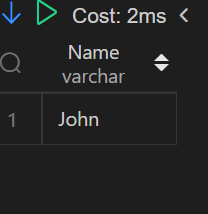 Cost: 2ms
Name
varchar
1 John